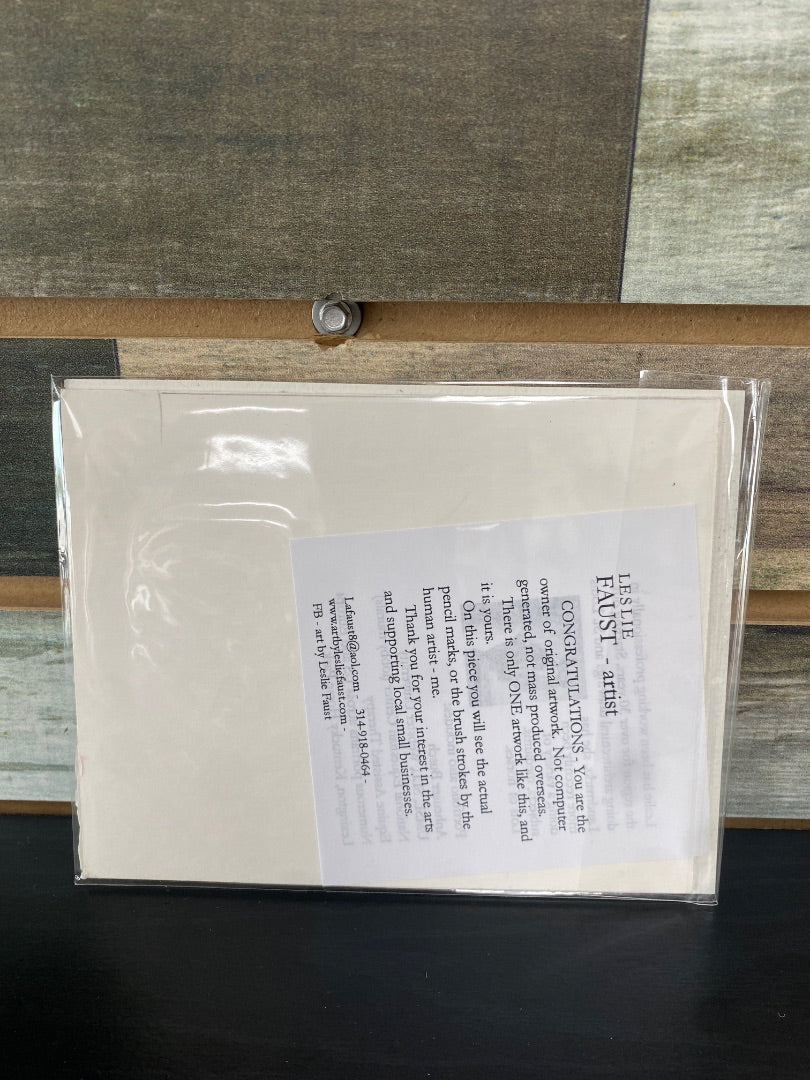 LESLIE
FAUST - artist
CONGRATULATIONS - You are the
owner of original artwork. Not computer
generated, not mass produced overseas.
There is only ONE artwork like this, and
it is yours.
On this piece you will see the actual
pencil marks, or the brush strokes by the
human artist - me.
Thank you for your interest in the arts
and supporting local small businesses.
Lafaust8@aol.com - 314-918-0464 -
www.artbylesliefaust.com -
FB - art by Leslie Faust